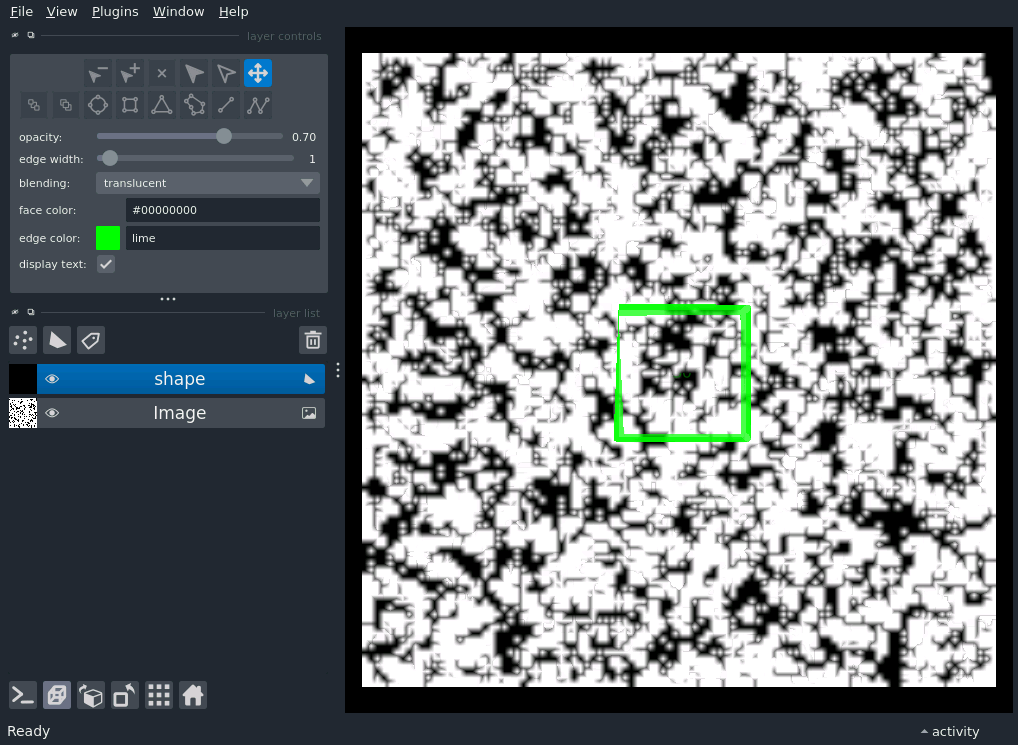 File View Plugins Window Help
layer controls
opacity: 0.70
edge width: 1
blending: translucent
face color: #00000000
edge color: lime
display text:
layer list
shape
Image
Ready activity